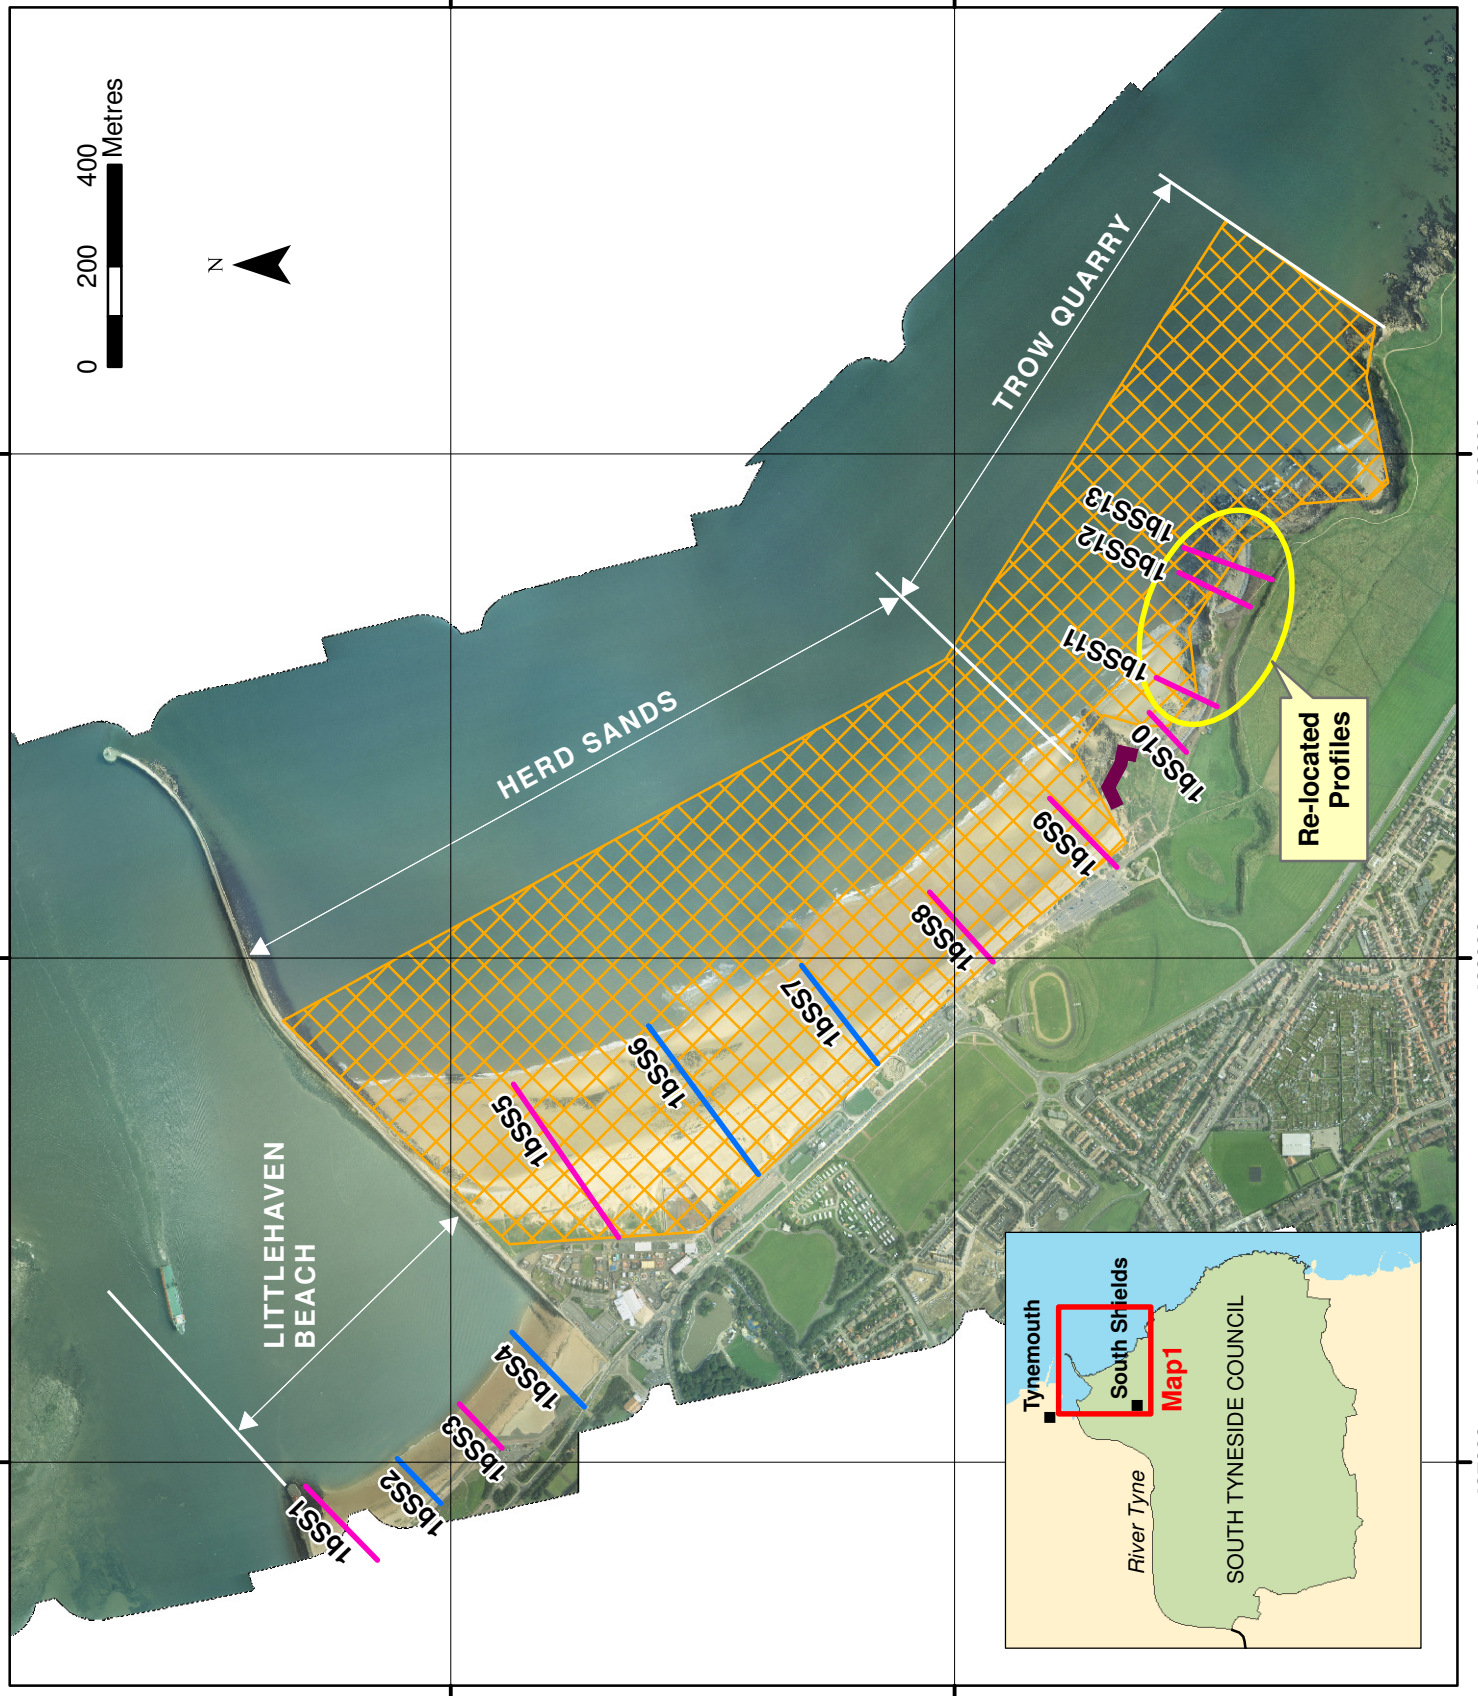 0 200 400
Metres
N
LITTLEHAVEN
BEACH
HERD SANDS
TROW QUARRY
1bSS1
1bSS2
1bSS3
1bSS4
1bSS5
1bSS6
1bSS7
1bSS8
1bSS9
1bSS10
1bSS11
1bSS12
1bSS13
Re-located
Profiles
Tynemouth
South Shields
Map1
River Tyne
SOUTH TYNESIDE COUNCIL